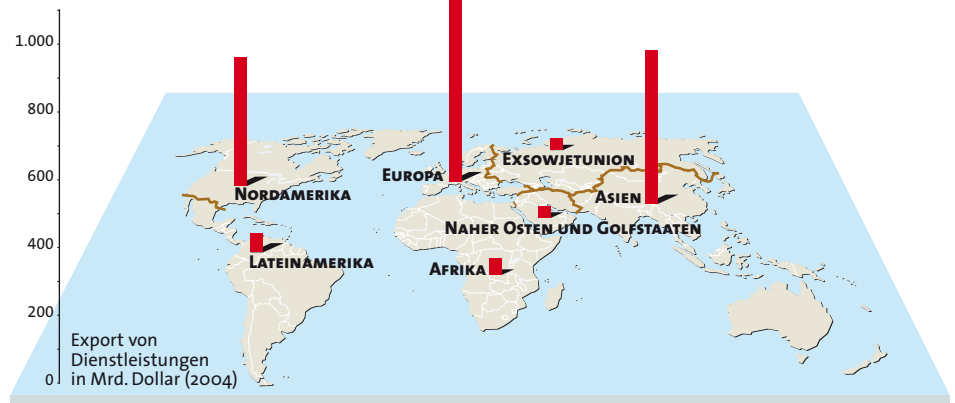 1.000
800
600
400
200
0
Exsowjetunion
Europa
Nordamerika
Asien
Naher Osten und Golfstaaten
Lateinamerika
Afrika
Export von
Dienstleistungen
in Mrd. Dollar (2004)